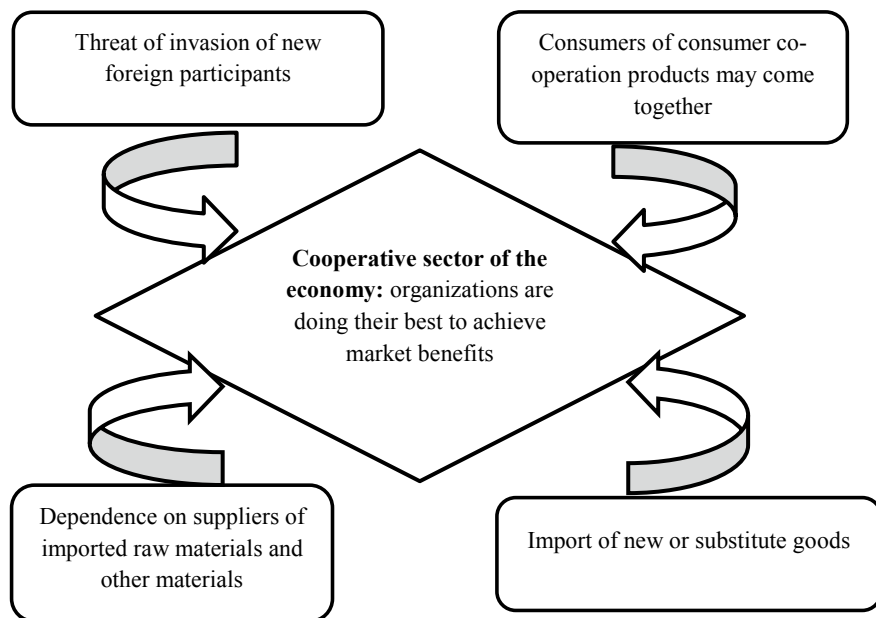 Threat of invasion of new
foreign participants
Consumers of consumer co-
operation products may come
together
Cooperative sector of the
economy: organizations are
doing their best to achieve
market benefits
Dependence on suppliers of
imported raw materials and
other materials
Import of new or substitute goods